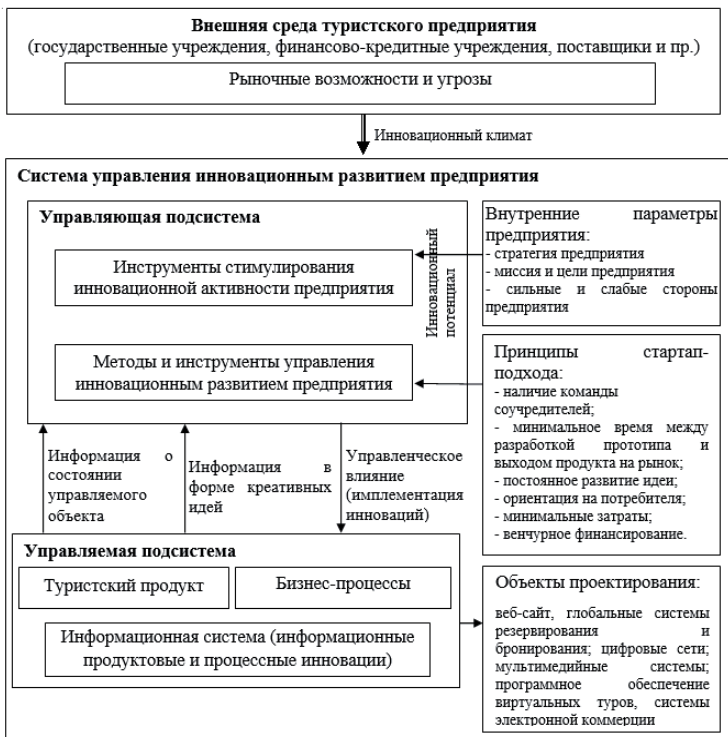 Внешняя среда туристского предприятия
(государственные учреждения, финансово-кредитные учреждения, поставщики и пр.)
Рыночные возможности и угрозы
Инновационный климат
Система управления инновационным развитием предприятия
Управляющая подсистема
Инструменты стимулирования
инновационной активности предприятия
Методы и инструменты управления
инновационным развитием предприятия
Инновационный
потенциал
Внутренние параметры
предприятия:
- стратегия предприятия
- миссия и цели предприятия
- сильные и слабые стороны
предприятия
Принципы стартап-
подхода:
- наличие команды
соучредителей;
- минимальное время между
разработкой прототипа и
выходом продукта на рынок;
- постоянное развитие идеи;
- ориентация на потребителя;
- минимальные затраты;
- венчурное финансирование.
Информация о
состоянии
управляемого
объекта
Информация в
форме креативных
идей
Управленческое
влияние
(имплементация
инноваций)
Управляемая подсистема
Туристский продукт
Бизнес-процессы
Информационная система (информационные
продуктовые и процессные инновации)
Объекты проектирования:
веб-сайт, глобальные системы
резервирования и
бронирования; цифровые сети;
мультимедийные системы;
программное обеспечение
виртуальных туров, системы
электронной коммерции